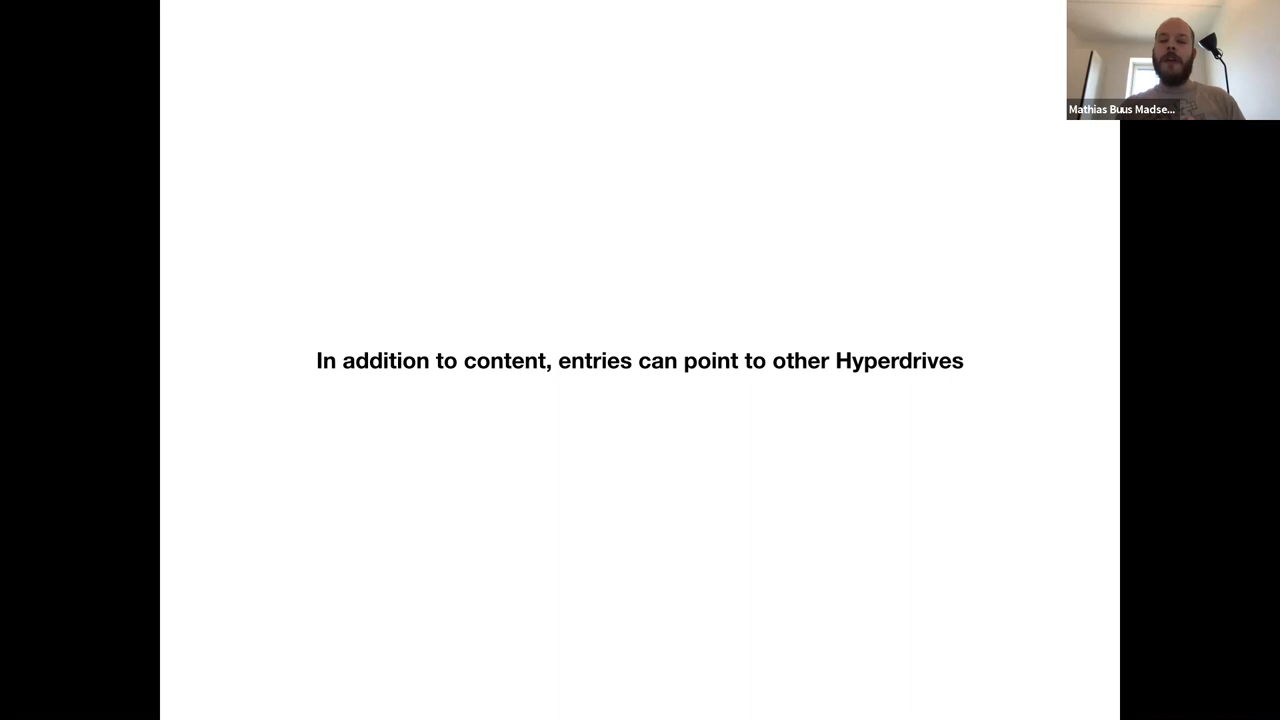 Mathias Buus Madse...
In addition to content, entries can point to other Hyperdrives